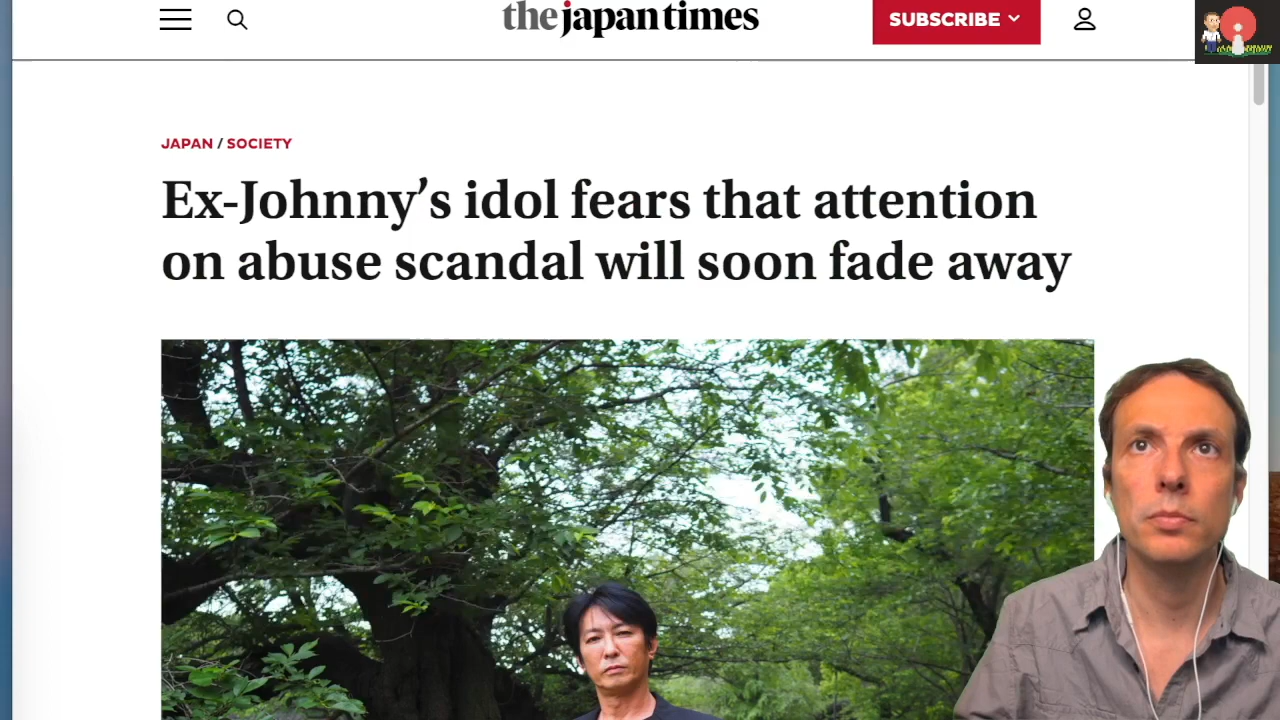 the japan times
SUBSCRIBE
JAPAN / SOCIETY
Ex-Johnny’s idol fears that attention
on abuse scandal will soon fade away